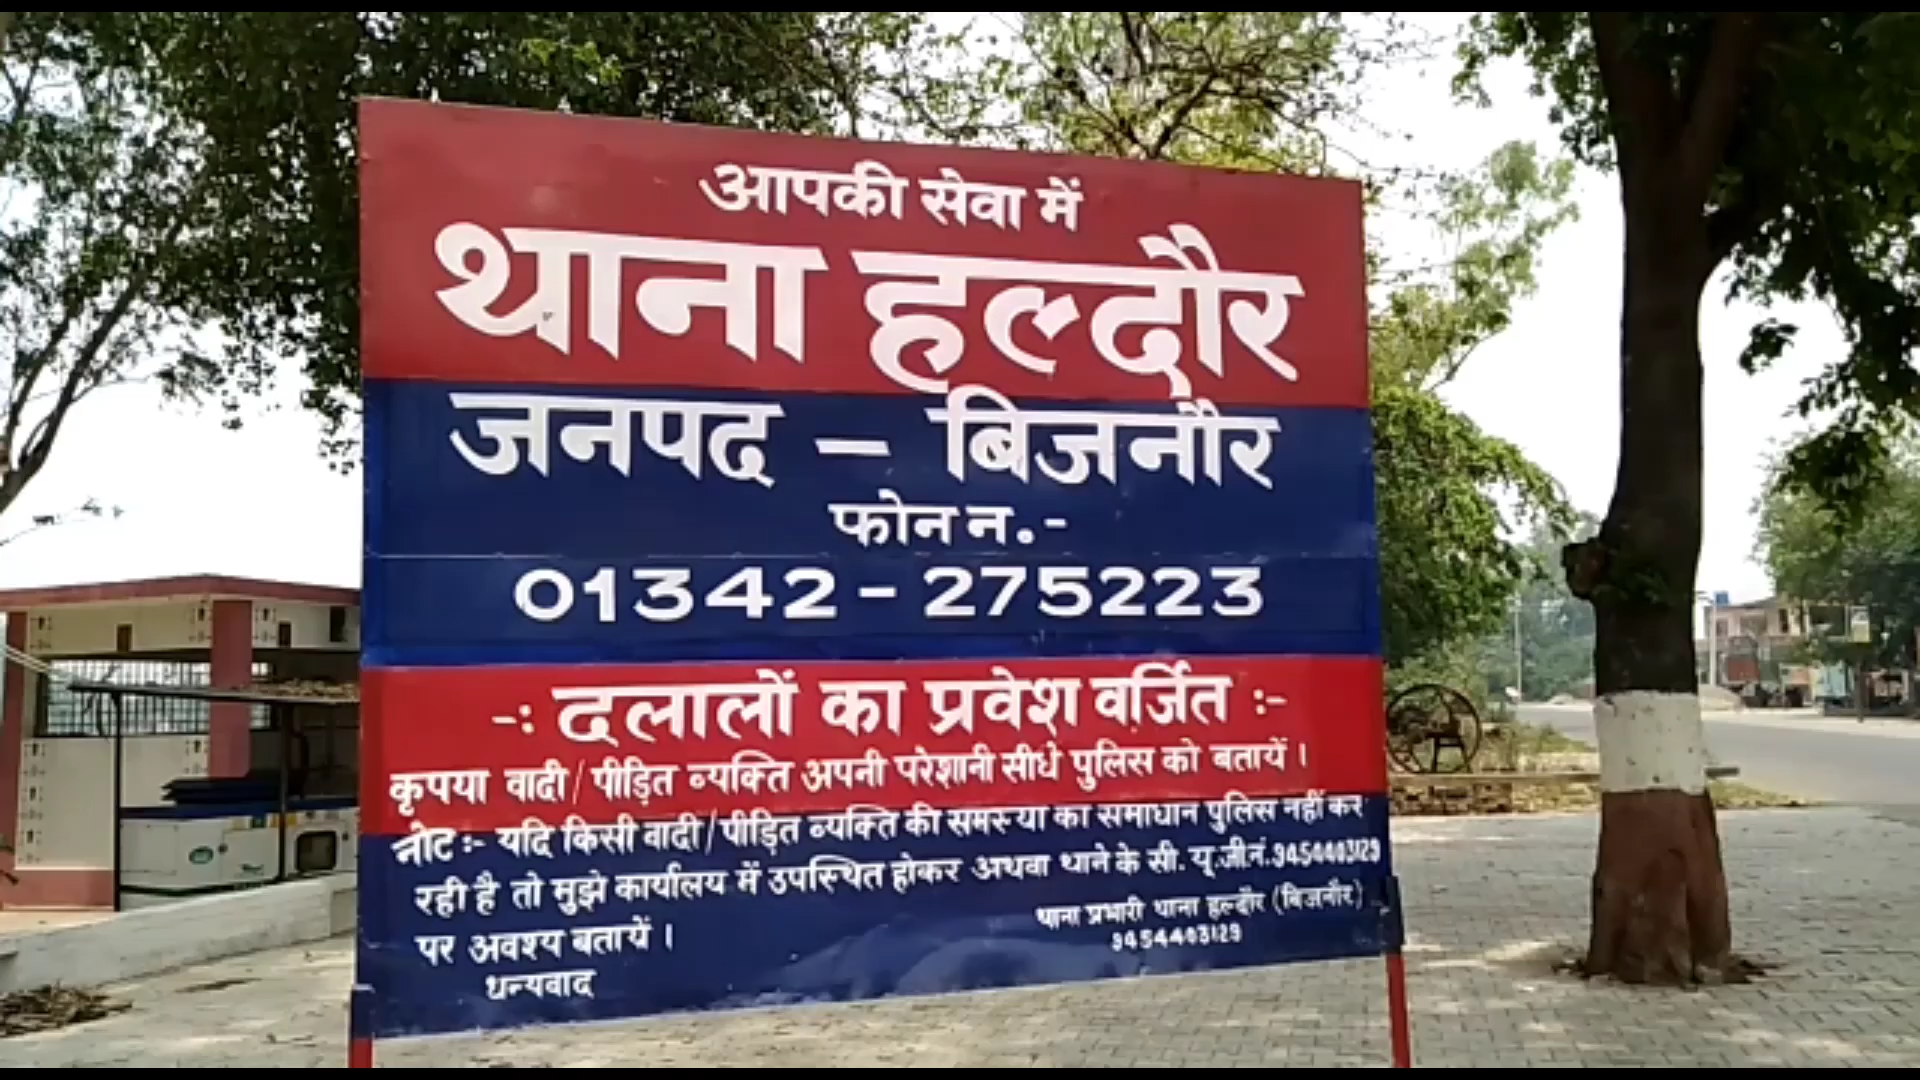 आपकी सेवा में
थाना हल्दौर
जनपद – बिजनौर
फोन न.-
01342-275223
-: दलालों का प्रवेश वर्जित :-
कृपया वादी/पीड़ित व्यक्ति अपनी परेशानी सीधे पुलिस को बतायें ।
नोट:- यदि किसी वादी/पीड़ित व्यक्ति की समस्या का समाधान पुलिस नहीं कर
रही है तो मुझे कार्यालय में उपस्थित होकर अथवा थाने के सी. यू.जी.नं.9454403129
पर अवश्य बतायें ।
धन्यवाद
थाना प्रभारी थाना हल्दौर (बिजनौर)
9454403129